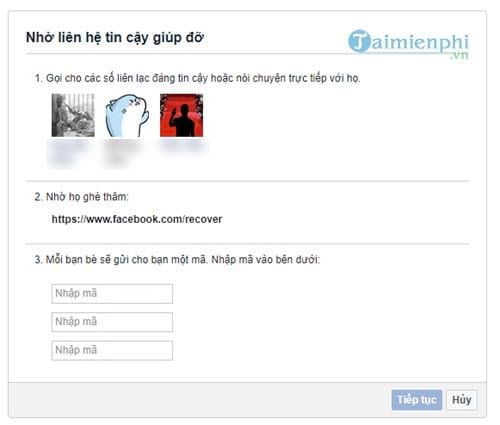 Nhờ liên hệ tin cậy giúp đỡ
Taimienphi
.vn
1. Gọi cho các số liên lạc đáng tin cậy hoặc nói chuyện trực tiếp với họ.
2. Nhờ họ ghé thăm:
https://www.facebook.com/recover
3. Mỗi bạn bè sẽ gửi cho bạn một mã. Nhập mã vào bên dưới:
Nhập mã
Nhập mã
Nhập mã
Tiếp tục
Hủy